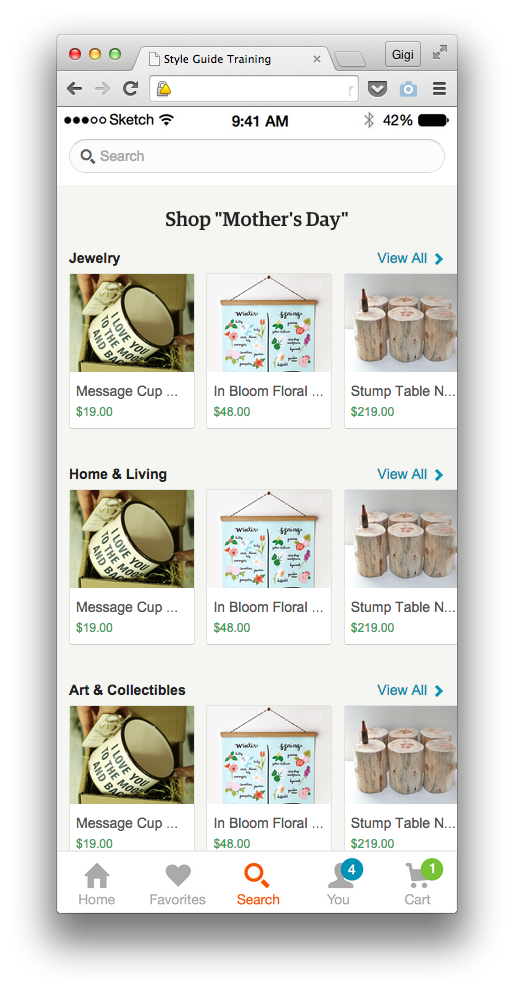 Style Guide Training
Gigi
Sketch 9:41 AM 42%
Search
Shop "Mother's Day"
Jewelry View All
I LOVE YOU
TO THE MOON
AND BACK
Winter Spring
Message Cup ... In Bloom Floral ... Stump Table N...
$19.00 $48.00 $219.00
Home & Living View All
I LOVE YOU
TO THE MOON
AND BAC
Winter Spring
Message Cup ... In Bloom Floral ... Stump Table N...
$19.00 $48.00 $219.00
Art & Collectibles View All
I LOVE YOU
TO THE MOON
AND BAC
Winter Spring
Message Cup ... In Bloom Floral ... Stump Table N...
$19.00 $48.00 $219.00
4 1
Home Favorites Search You Cart